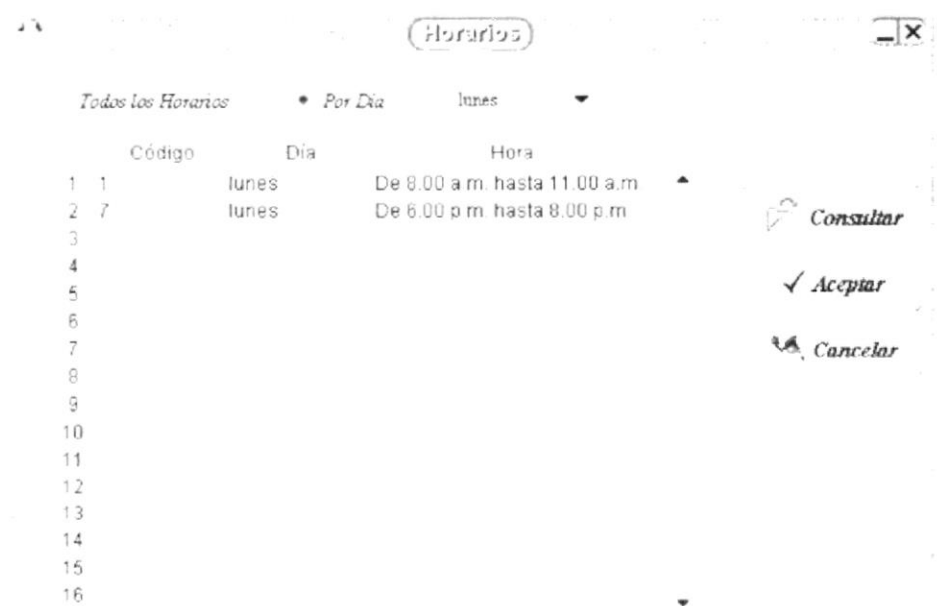 Horarios
Todos los Horarios Por Dia lunes
Código Día Hora
1 1 lunes De 8.00 a.m. hasta 11.00 a.m.
2 7 lunes De 6.00 p.m. hasta 8.00 p.m.
3
4
5
6
7
8
9
10
11
12
13
14
15
16
Consultar
Aceptar
Cancelar